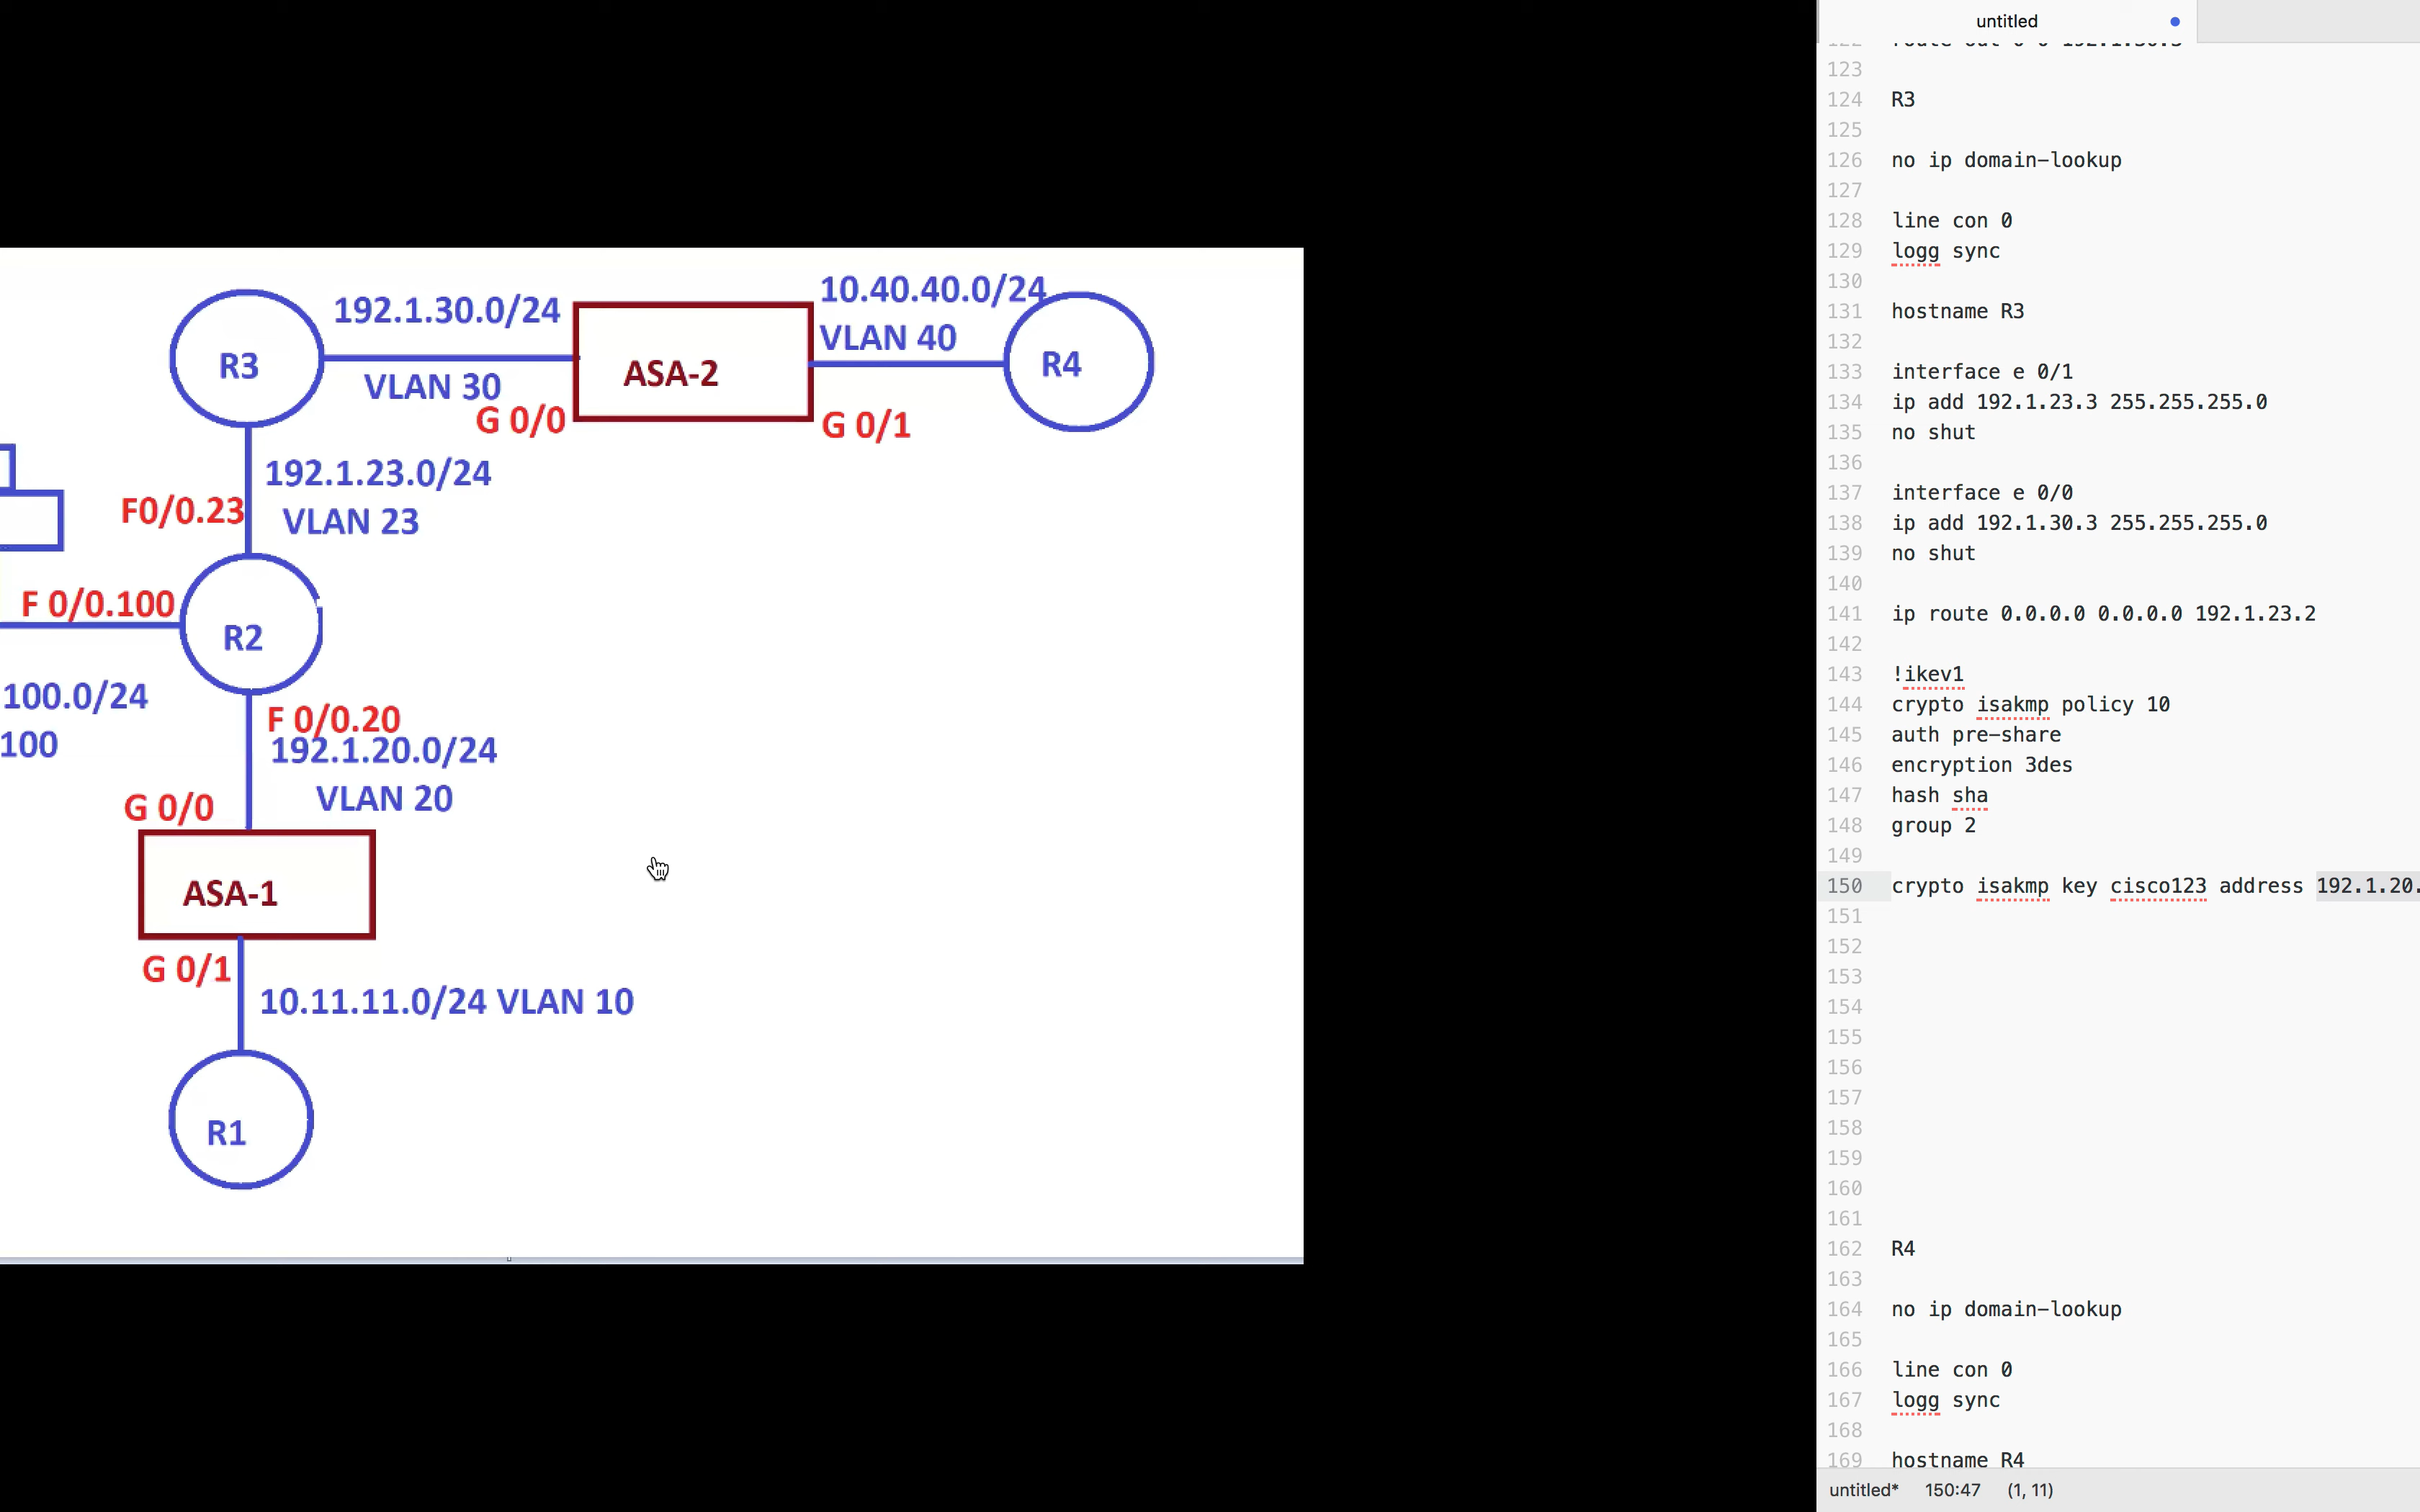 192.1.30.0/24
10.40.40.0/24
VLAN 40
R3
ASA-2
R4
VLAN 30
G 0/0
G 0/1
192.1.23.0/24
F0/0.23
VLAN 23
F 0/0.100
R2
100.0/24
F 0/0.20
192.1.20.0/24
100
VLAN 20
G 0/0
ASA-1
G 0/1
10.11.11.0/24 VLAN 10
R1
untitled
123
124 R3
125
126 no ip domain-lookup
127
128 line con 0
129 logg sync
130
131 hostname R3
132
133 interface e 0/1
134 ip add 192.1.23.3 255.255.255.0
135 no shut
136
137 interface e 0/0
138 ip add 192.1.30.3 255.255.255.0
139 no shut
140
141 ip route 0.0.0.0 0.0.0.0 192.1.23.2
142
143 !ikev1
144 crypto isakmp policy 10
145 auth pre-share
146 encryption 3des
147 hash sha
148 group 2
149
150 crypto isakmp key cisco123 address 192.1.20.
151
152
153
154
155
156
157
158
159
160
161
162 R4
163
164 no ip domain-lookup
165
166 line con 0
167 logg sync
168
169 hostname R4
untitled* 150:47 (1, 11)